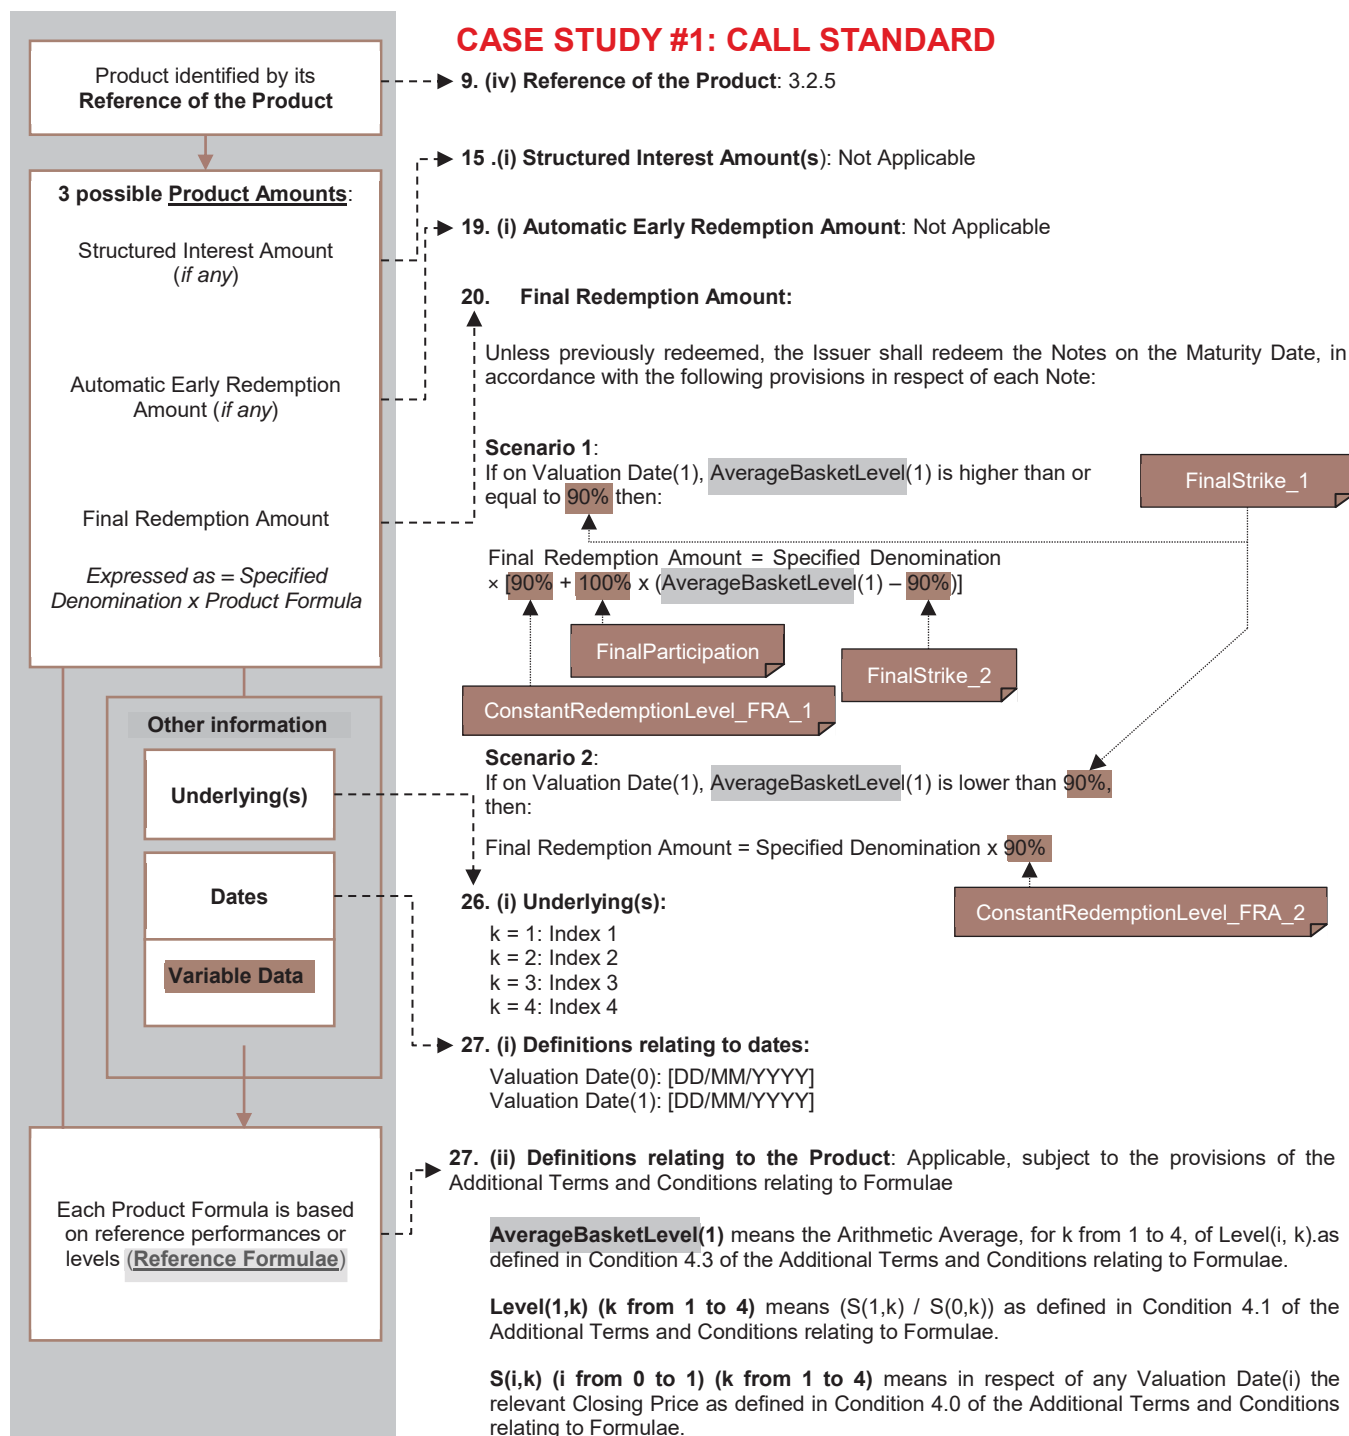 CASE STUDY #1: CALL STANDARD
Product identified by its
Reference of the Product
9. (iv) Reference of the Product: 3.2.5
15 .(i) Structured Interest Amount(s): Not Applicable
3 possible Product Amounts:
19. (i) Automatic Early Redemption Amount: Not Applicable
Structured Interest Amount
(if any)
20. Final Redemption Amount:
Unless previously redeemed, the Issuer shall redeem the Notes on the Maturity Date, in
accordance with the following provisions in respect of each Note:
Automatic Early Redemption
Amount (if any)
Scenario 1:
If on Valuation Date(1), AverageBasketLevel(1) is higher than or
equal to 90% then:
FinalStrike_1
Final Redemption Amount
Final Redemption Amount = Specified Denomination
× [90% + 100% x (AverageBasketLevel(1) – 90%)]
Expressed as = Specified
Denomination x Product Formula
FinalParticipation
FinalStrike_2
ConstantRedemptionLevel_FRA_1
Other information
Scenario 2:
If on Valuation Date(1), AverageBasketLevel(1) is lower than 90%,
then:
Underlying(s)
Final Redemption Amount = Specified Denomination x 90%
Dates
26. (i) Underlying(s):
ConstantRedemptionLevel_FRA_2
k = 1: Index 1
k = 2: Index 2
k = 3: Index 3
k = 4: Index 4
Variable Data
27. (i) Definitions relating to dates:
Valuation Date(0): [DD/MM/YYYY]
Valuation Date(1): [DD/MM/YYYY]
27. (ii) Definitions relating to the Product: Applicable, subject to the provisions of the
Additional Terms and Conditions relating to Formulae
Each Product Formula is based
on reference performances or
levels (Reference Formulae)
AverageBasketLevel(1) means the Arithmetic Average, for k from 1 to 4, of Level(i, k).as
defined in Condition 4.3 of the Additional Terms and Conditions relating to Formulae.
Level(1,k) (k from 1 to 4) means (S(1,k) / S(0,k)) as defined in Condition 4.1 of the
Additional Terms and Conditions relating to Formulae.
S(i,k) (i from 0 to 1) (k from 1 to 4) means in respect of any Valuation Date(i) the
relevant Closing Price as defined in Condition 4.0 of the Additional Terms and Conditions
relating to Formulae.